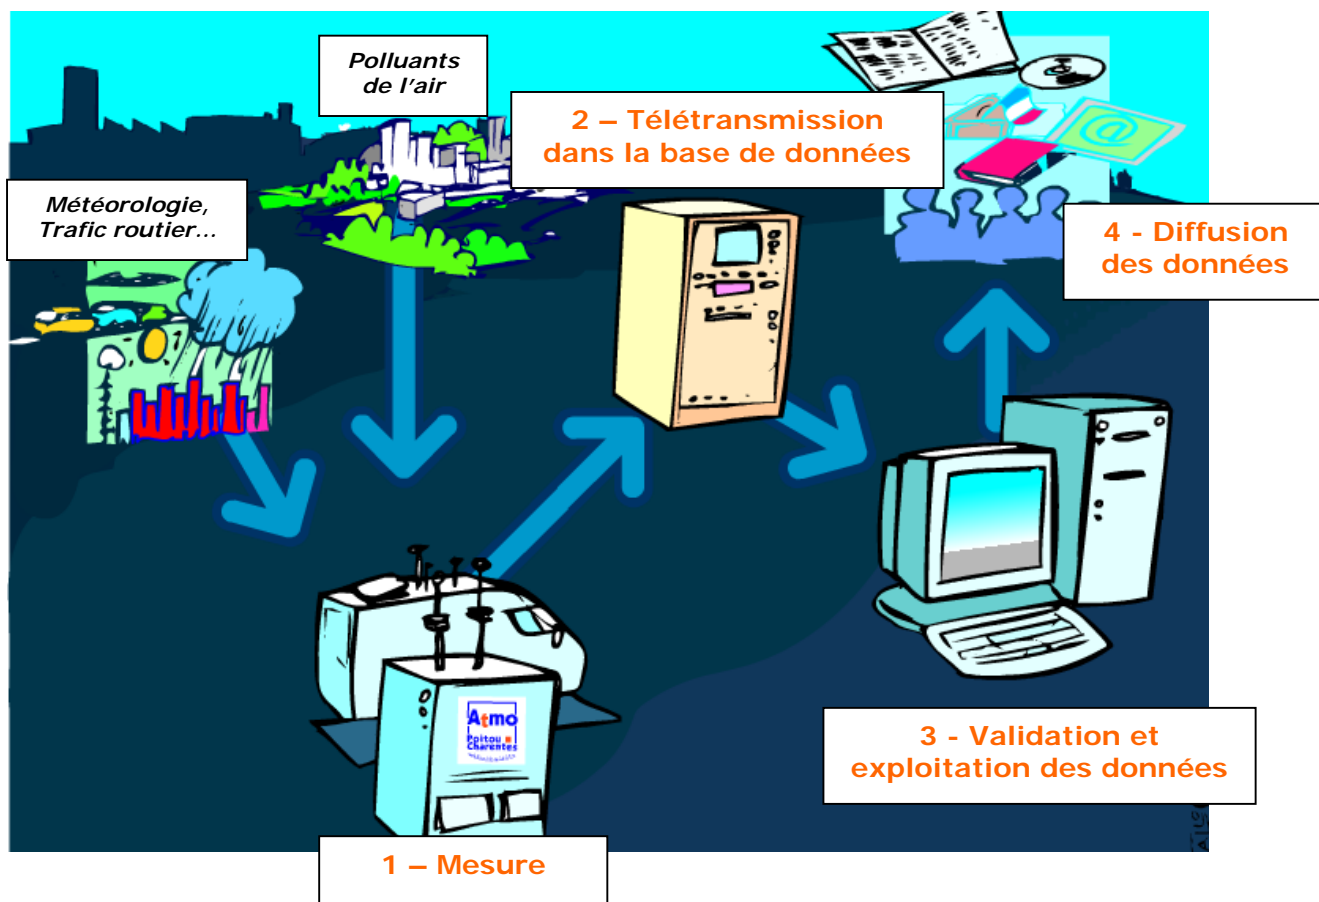 Polluants
de l'air
2 – Télétransmission
dans la base de données
Météorologie,
Trafic routier...
4 - Diffusion
des données
@
Atmo
Poitou
Charentes
3 - Validation et
exploitation des données
1 – Mesure